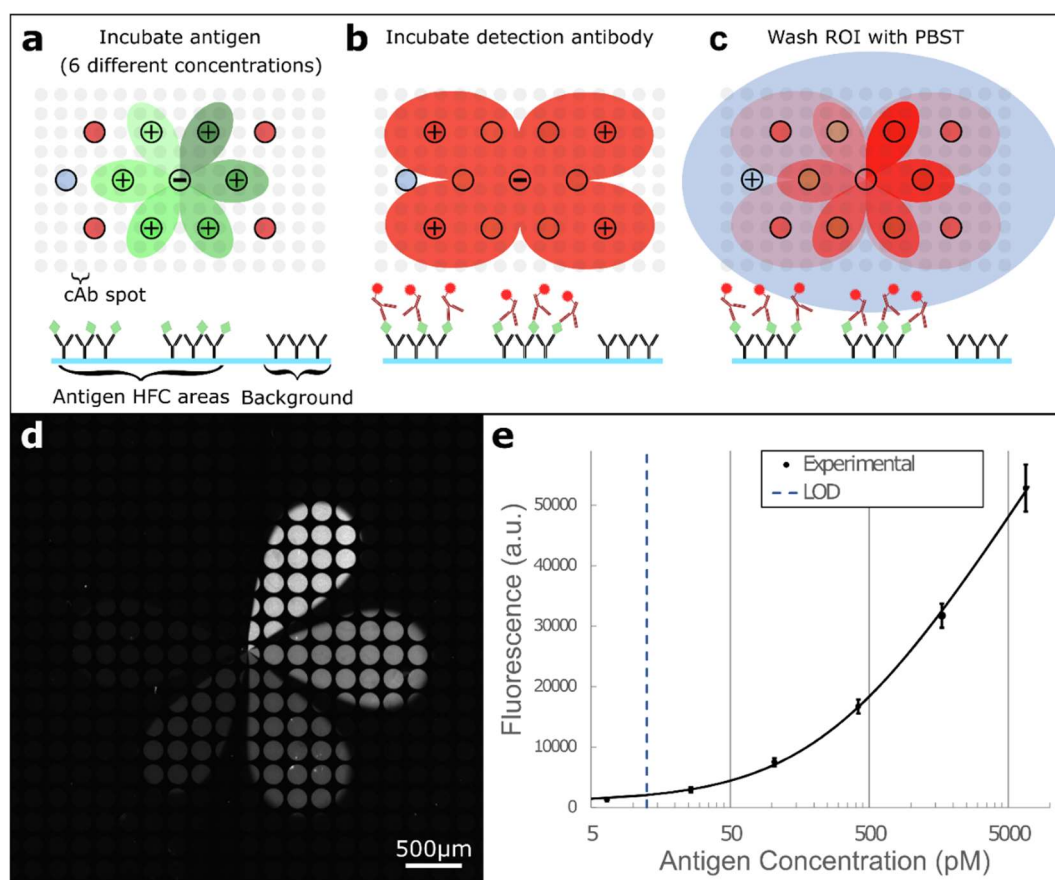 a
Incubate antigen
(6 different concentrations)
cAb spot
Antigen HFC areas
Background
b
Incubate detection antibody
c
Wash ROI with PBST
d
500μm
e
Experimental
LOD
Fluorescence (a.u.)
50000
40000
30000
20000
10000
0
5
50
500
5000
Antigen Concentration (pM)